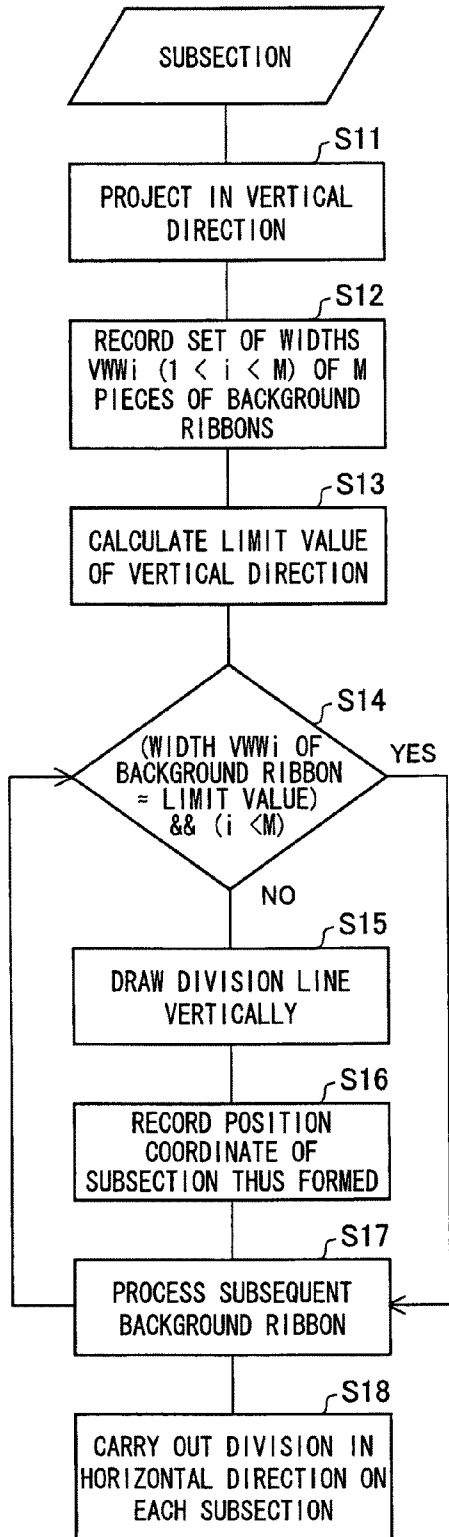 SUBSECTION
S11
PROJECT IN VERTICAL
DIRECTION
S12
RECORD SET OF WIDTHS
VWWi (1 < i < M) OF M
PIECES OF BACKGROUND
RIBBONS
S13
CALCULATE LIMIT VALUE
OF VERTICAL DIRECTION
S14
(WIDTH VWWi OF
BACKGROUND RIBBON
= LIMIT VALUE)
&& (i <M)
YES
NO
S15
DRAW DIVISION LINE
VERTICALLY
S16
RECORD POSITION
COORDINATE OF
SUBSECTION THUS FORMED
S17
PROCESS SUBSEQUENT
BACKGROUND RIBBON
S18
CARRY OUT DIVISION IN
HORIZONTAL DIRECTION ON
EACH SUBSECTION